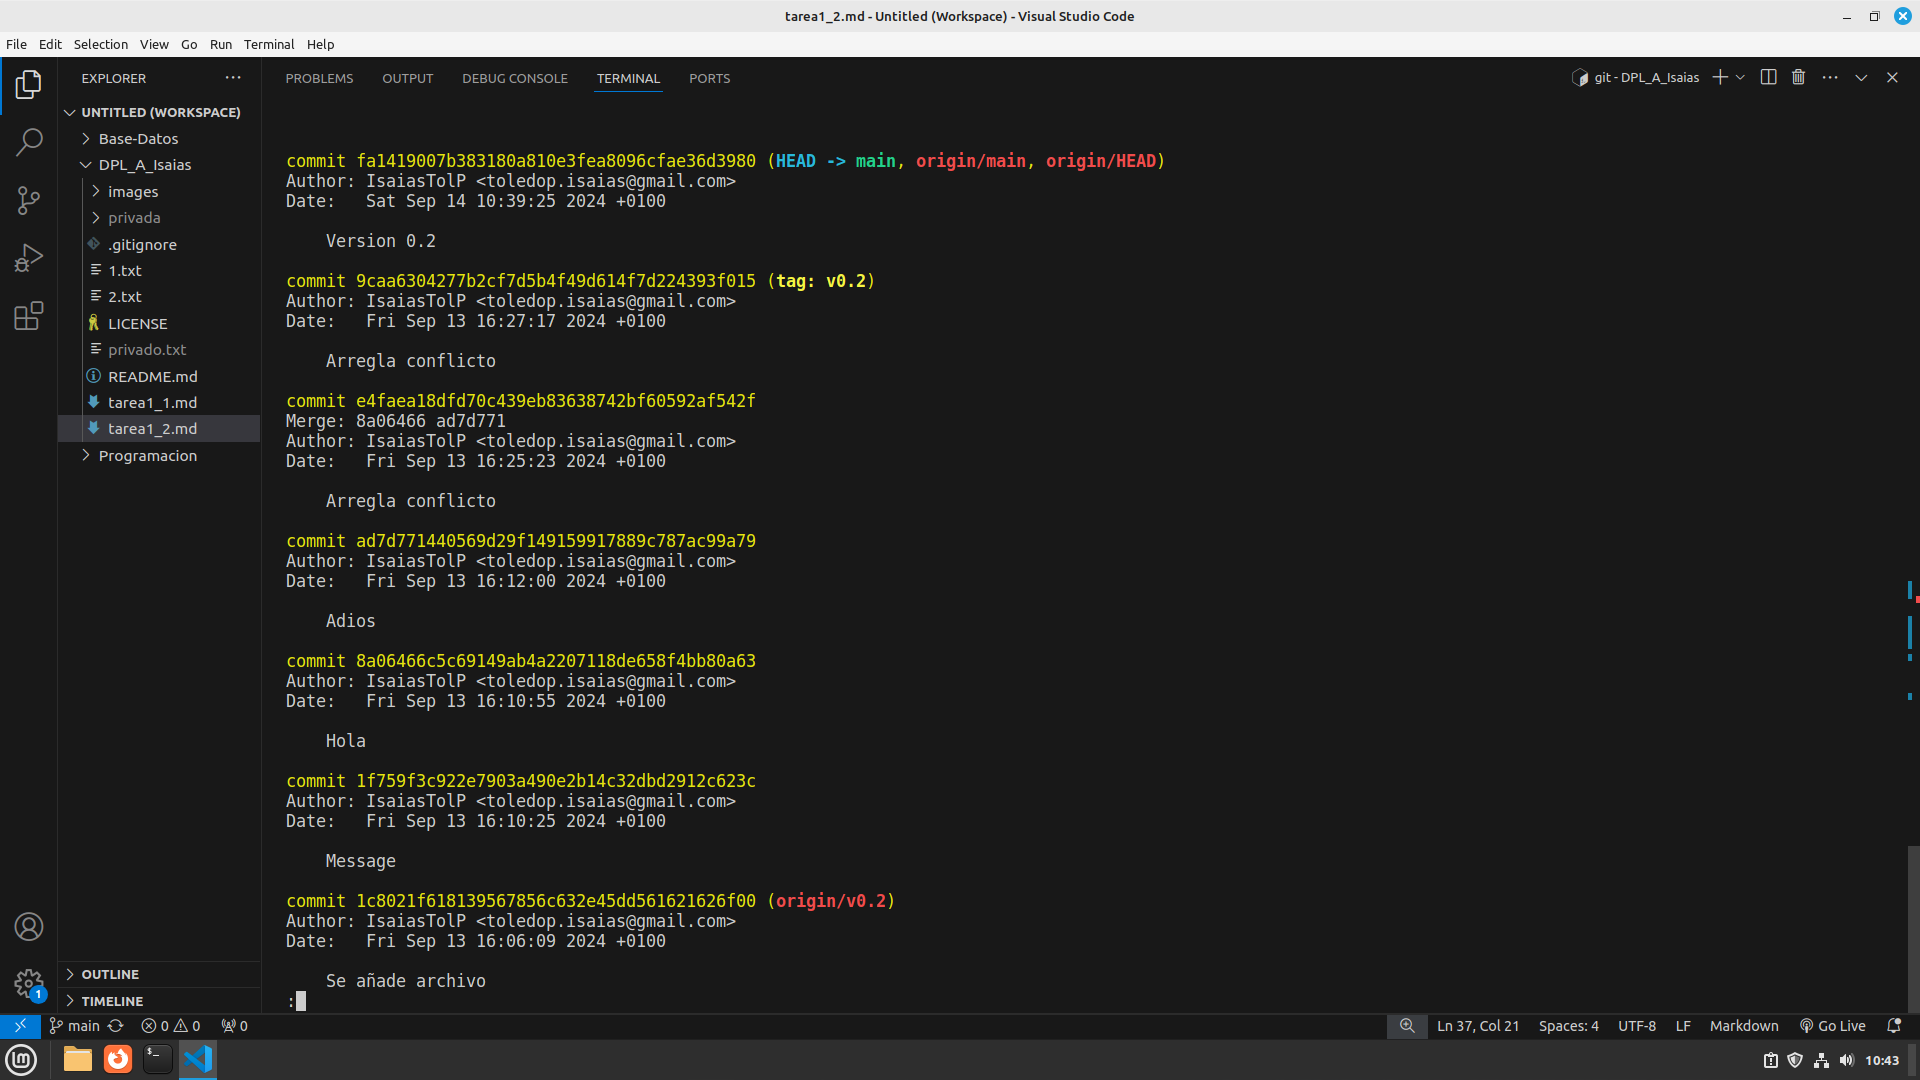 tarea1_2.md - Untitled (Workspace) - Visual Studio Code
File Edit Selection View Go Run Terminal Help
EXPLORER
UNTITLED (WORKSPACE)
Base-Datos
DPL_A_Isaias
images
privada
.gitignore
1.txt
2.txt
LICENSE
privado.txt
README.md
tarea1_1.md
tarea1_2.md
Programacion
OUTLINE
TIMELINE
1
PROBLEMS OUTPUT DEBUG CONSOLE TERMINAL PORTS
git - DPL_A_Isaias
commit fa1419007b383180a810e3fea8096cfae36d3980 (HEAD -> main, origin/main, origin/HEAD)
Author: IsaiasTolP <toledop.isaias@gmail.com>
Date:   Sat Sep 14 10:39:25 2024 +0100
Version 0.2
commit 9caa6304277b2cf7d5b4f49d614f7d224393f015 (tag: v0.2)
Author: IsaiasTolP <toledop.isaias@gmail.com>
Date:   Fri Sep 13 16:27:17 2024 +0100
Arregla conflicto
commit e4faea18dfd70c439eb83638742bf60592af542f
Merge: 8a06466 ad7d771
Author: IsaiasTolP <toledop.isaias@gmail.com>
Date:   Fri Sep 13 16:25:23 2024 +0100
Arregla conflicto
commit ad7d771440569d29f149159917889c787ac99a79
Author: IsaiasTolP <toledop.isaias@gmail.com>
Date:   Fri Sep 13 16:12:00 2024 +0100
Adios
commit 8a06466c5c69149ab4a2207118de658f4bb80a63
Author: IsaiasTolP <toledop.isaias@gmail.com>
Date:   Fri Sep 13 16:10:55 2024 +0100
Hola
commit 1f759f3c922e7903a490e2b14c32dbd2912c623c
Author: IsaiasTolP <toledop.isaias@gmail.com>
Date:   Fri Sep 13 16:10:25 2024 +0100
Message
commit 1c8021f618139567856c632e45dd561621626f00 (origin/v0.2)
Author: IsaiasTolP <toledop.isaias@gmail.com>
Date:   Fri Sep 13 16:06:09 2024 +0100
Se añade archivo
:
main 0 0 0 Ln 37, Col 21 Spaces: 4 UTF-8 LF Markdown Go Live
10:43